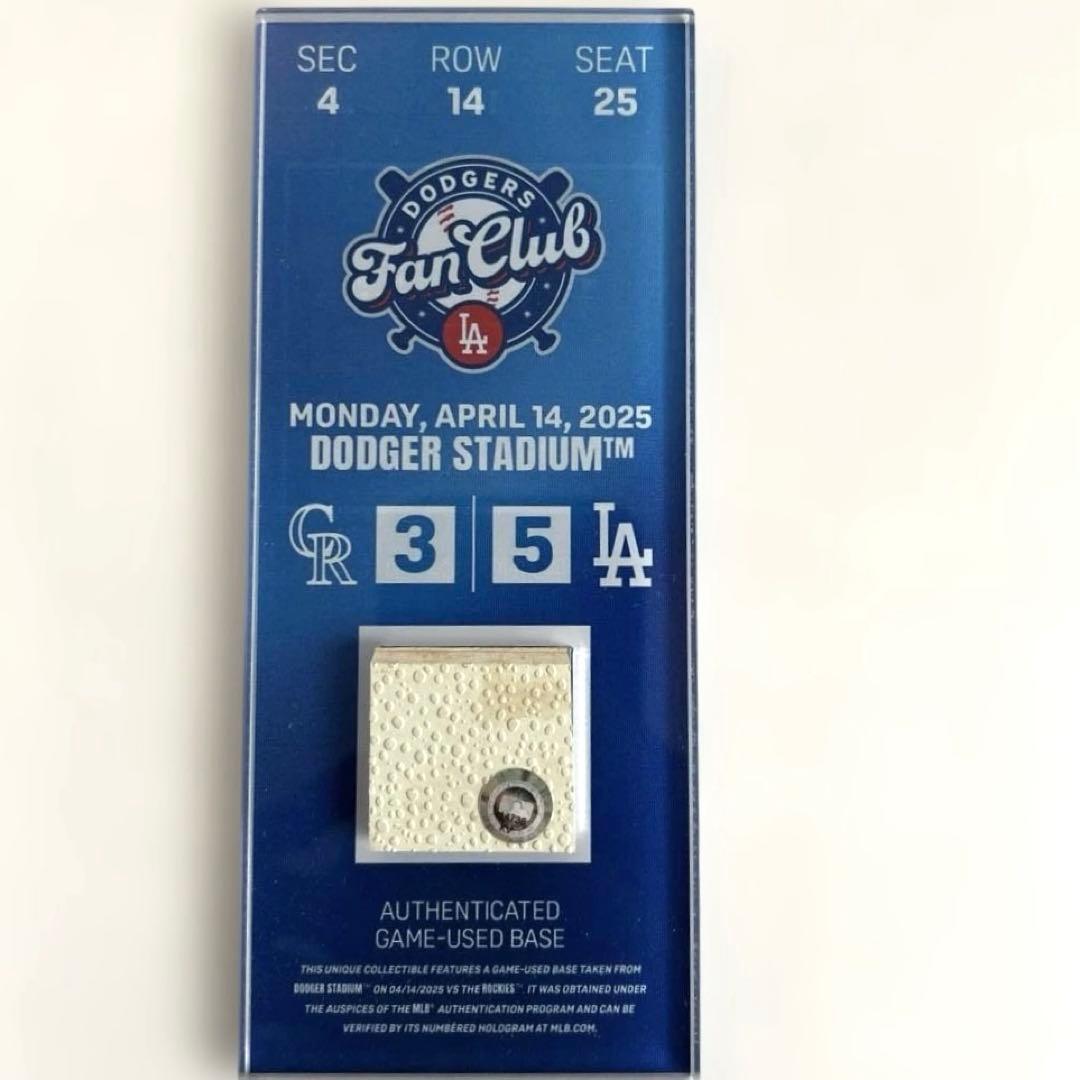 SEC ROW SEAT
4 14 25
DODGERS
Fan Club
LA
MONDAY, APRIL 14, 2025
DODGER STADIUM™
CR 3 5 LA
AUTHENTICATED
GAME-USED BASE
THIS UNIQUE COLLECTIBLE FEATURES A GAME-USED BASE TAKEN FROM
DODGER STADIUM™ ON 04/14/2025 VS THE ROCKIES™. IT WAS OBTAINED UNDER
THE AUSPICES OF THE MLB® AUTHENTICATION PROGRAM AND CAN BE
VERIFIED BY ITS NUMBERED HOLOGRAM AT MLB.COM.